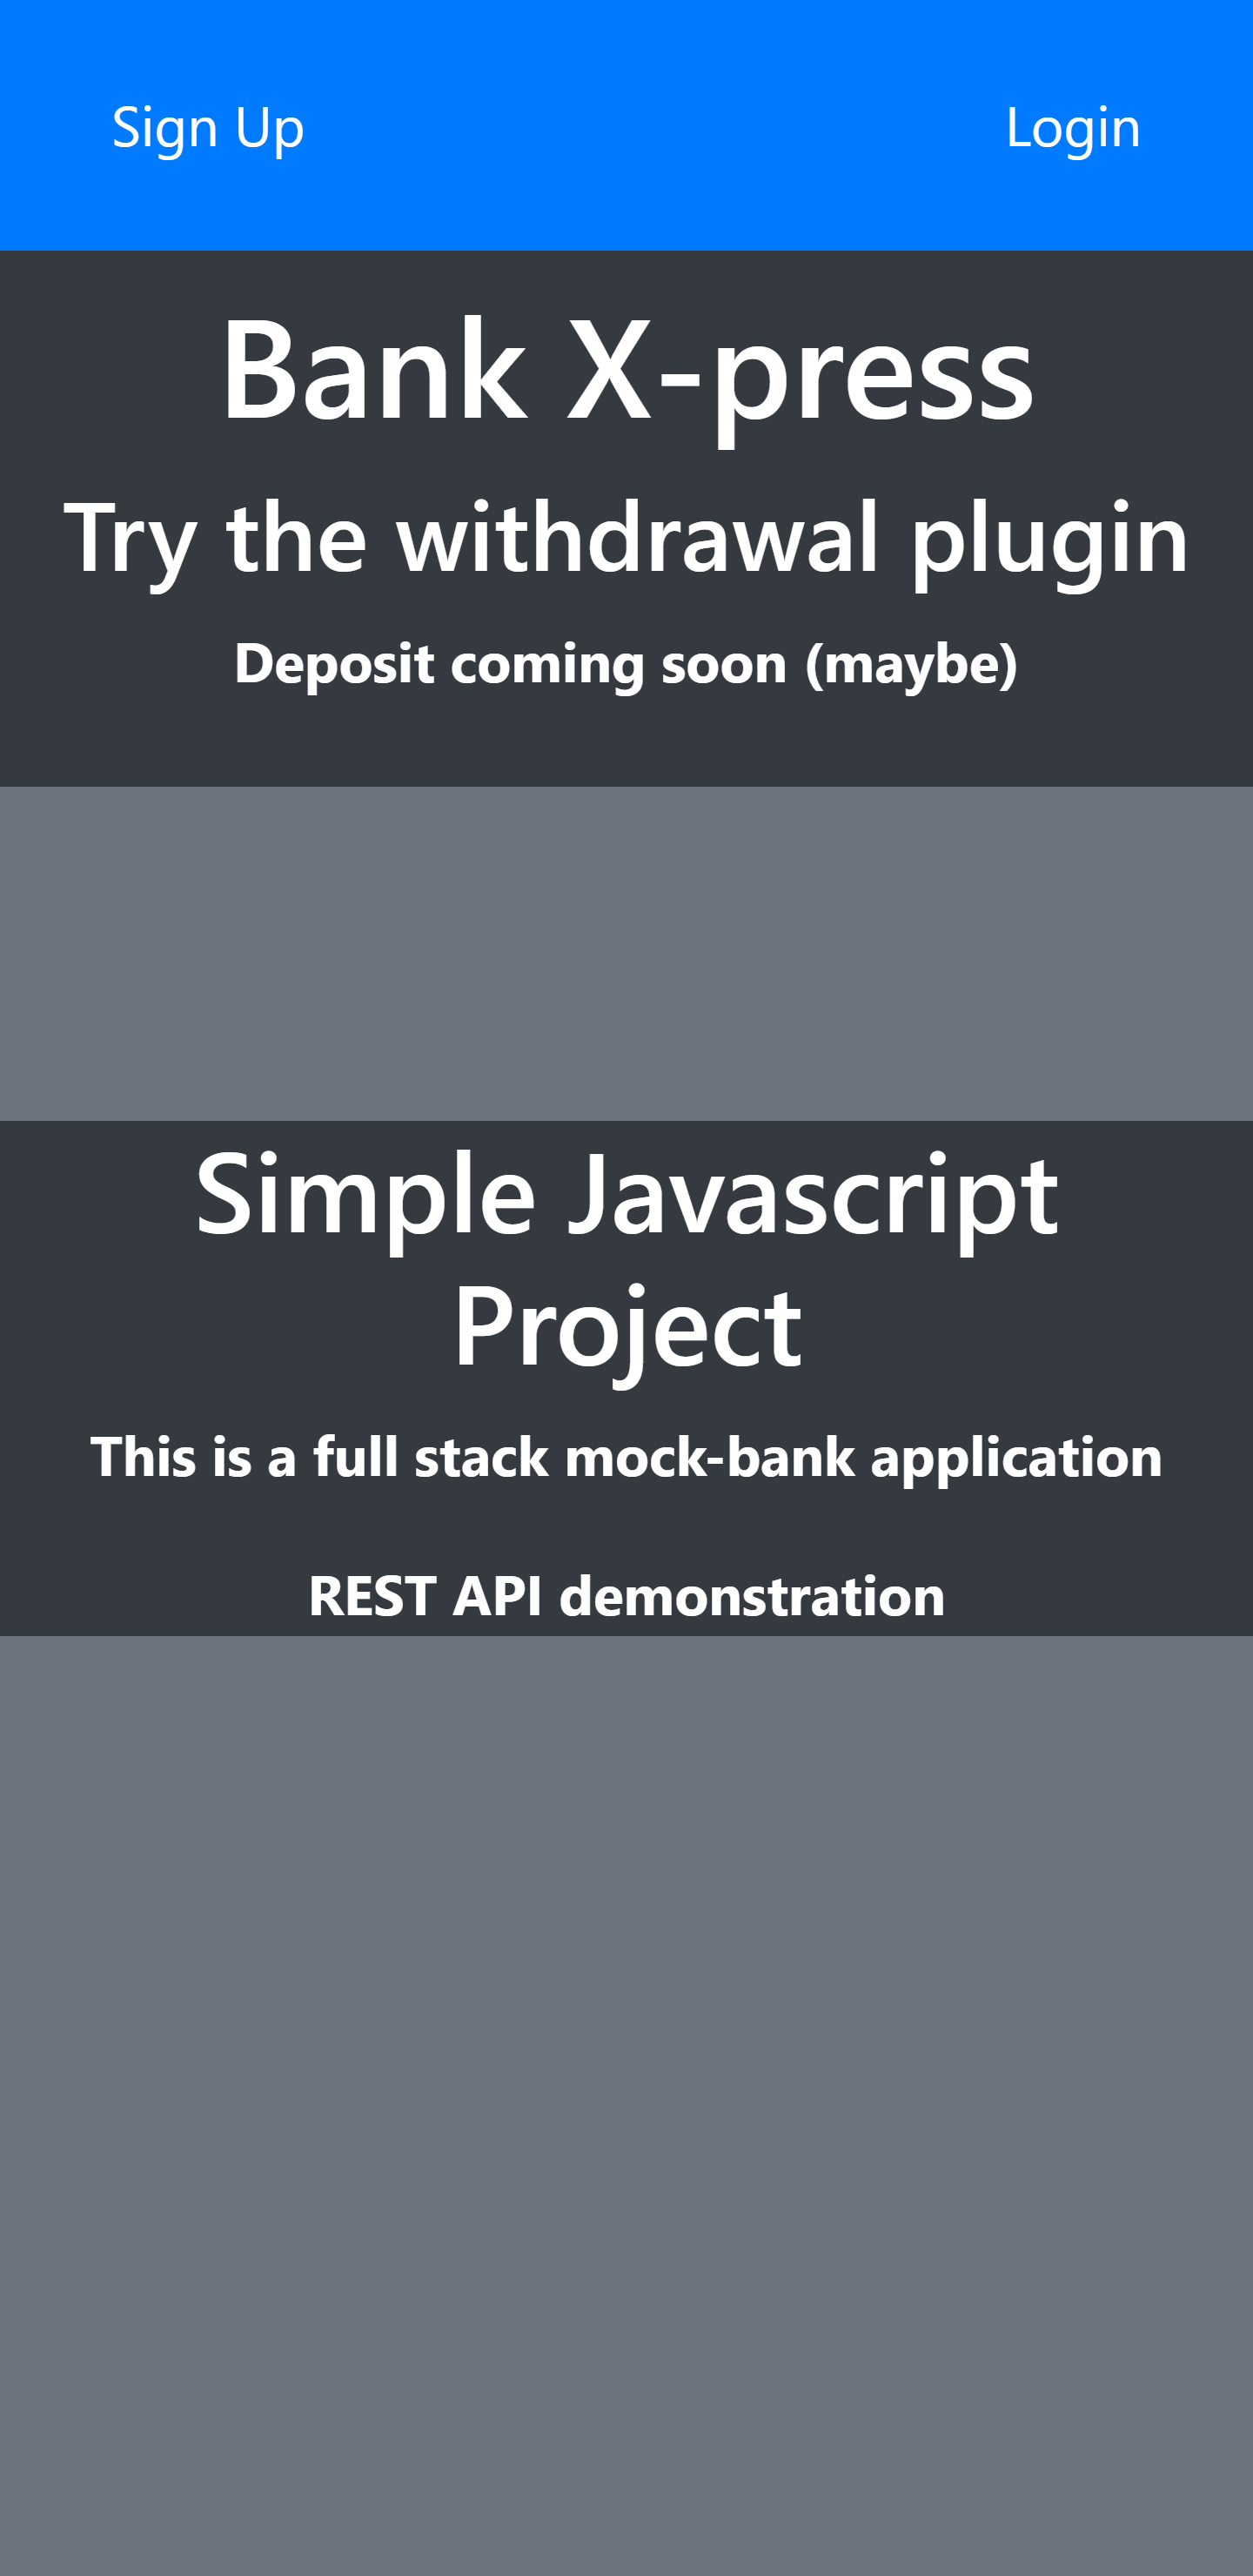 Sign Up
Login
Bank X-press
Try the withdrawal plugin
Deposit coming soon (maybe)
Simple Javascript
Project
This is a full stack mock-bank application
REST API demonstration